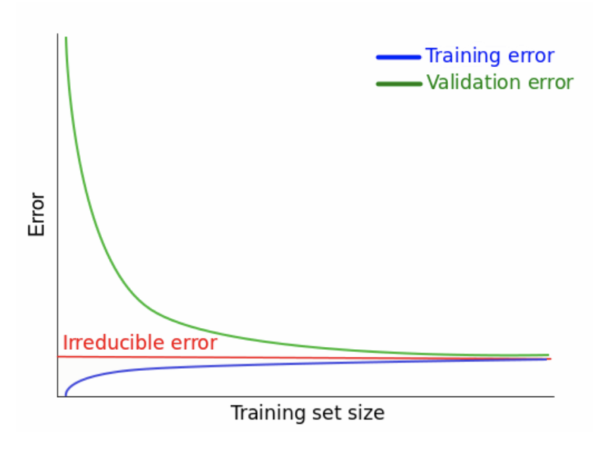 Training error
Validation error
Error
Irreducible error
Training set size